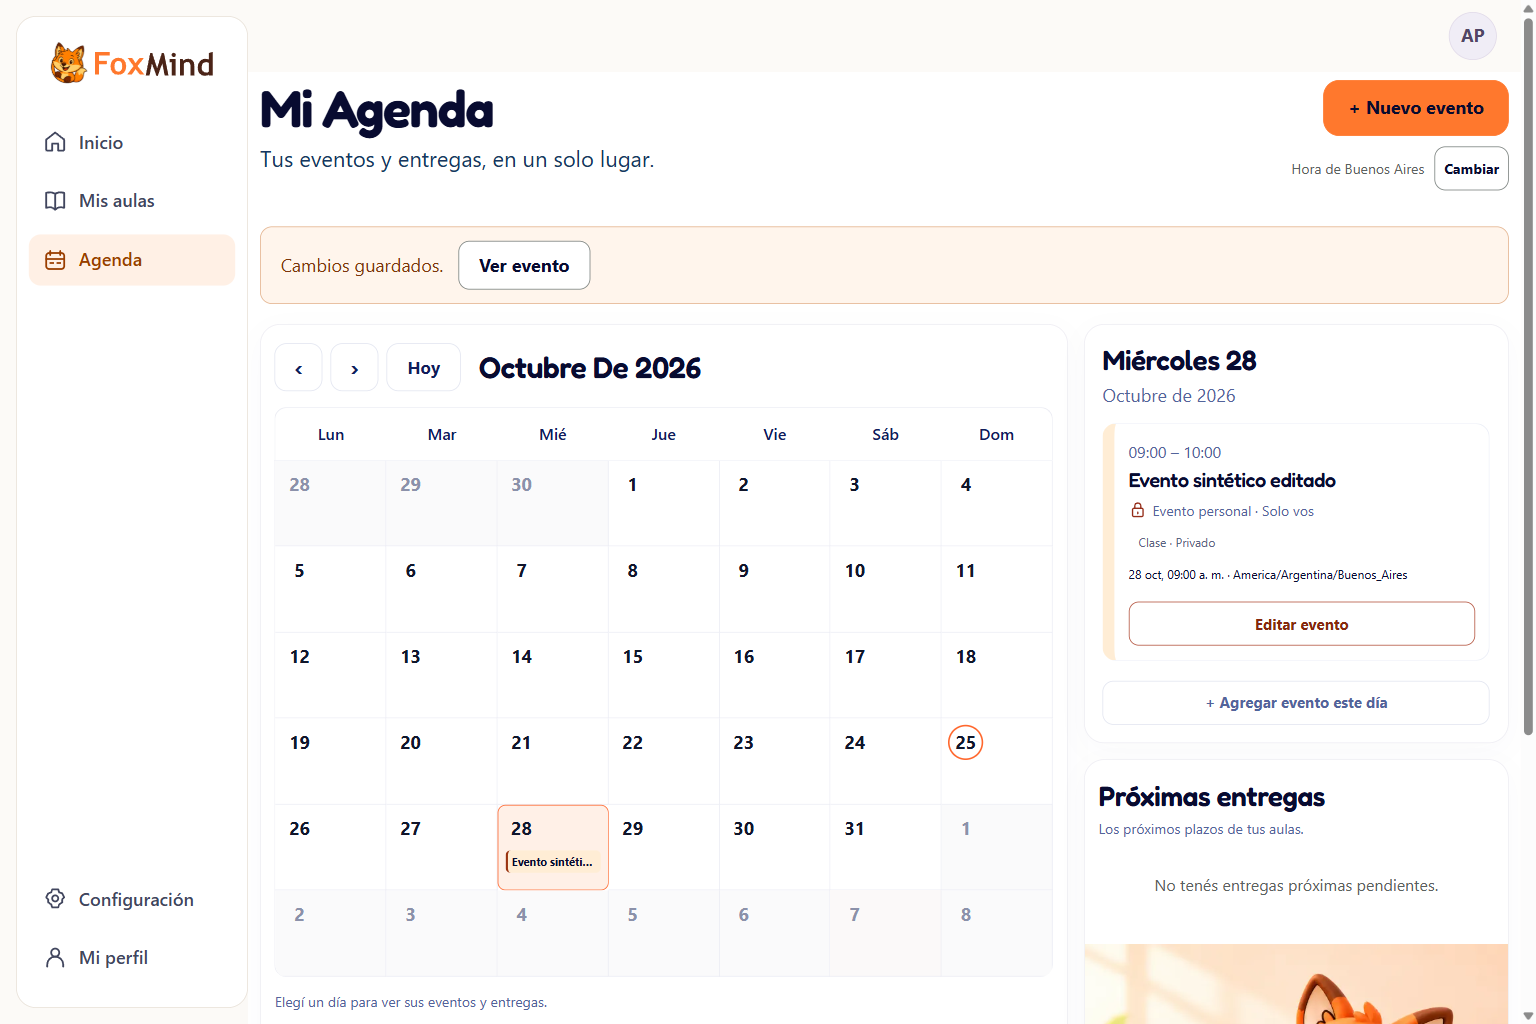 FoxMind
Inicio
Mis aulas
Agenda
Configuración
Mi perfil
AP
Mi Agenda
Tus eventos y entregas, en un solo lugar.
+ Nuevo evento
Hora de Buenos Aires
Cambiar
Cambios guardados.
Ver evento
‹ › Hoy Octubre De 2026
Lun Mar Mié Jue Vie Sáb Dom
28 29 30 1 2 3 4
5 6 7 8 9 10 11
12 13 14 15 16 17 18
19 20 21 22 23 24 25
26 27 28 29 30 31 1
Evento sintéti...
2 3 4 5 6 7 8
Elegí un día para ver sus eventos y entregas.
Miércoles 28
Octubre de 2026
09:00 – 10:00
Evento sintético editado
Evento personal · Solo vos
Clase · Privado
28 oct, 09:00 a. m. · America/Argentina/Buenos_Aires
Editar evento
+ Agregar evento este día
Próximas entregas
Los próximos plazos de tus aulas.
No tenés entregas próximas pendientes.